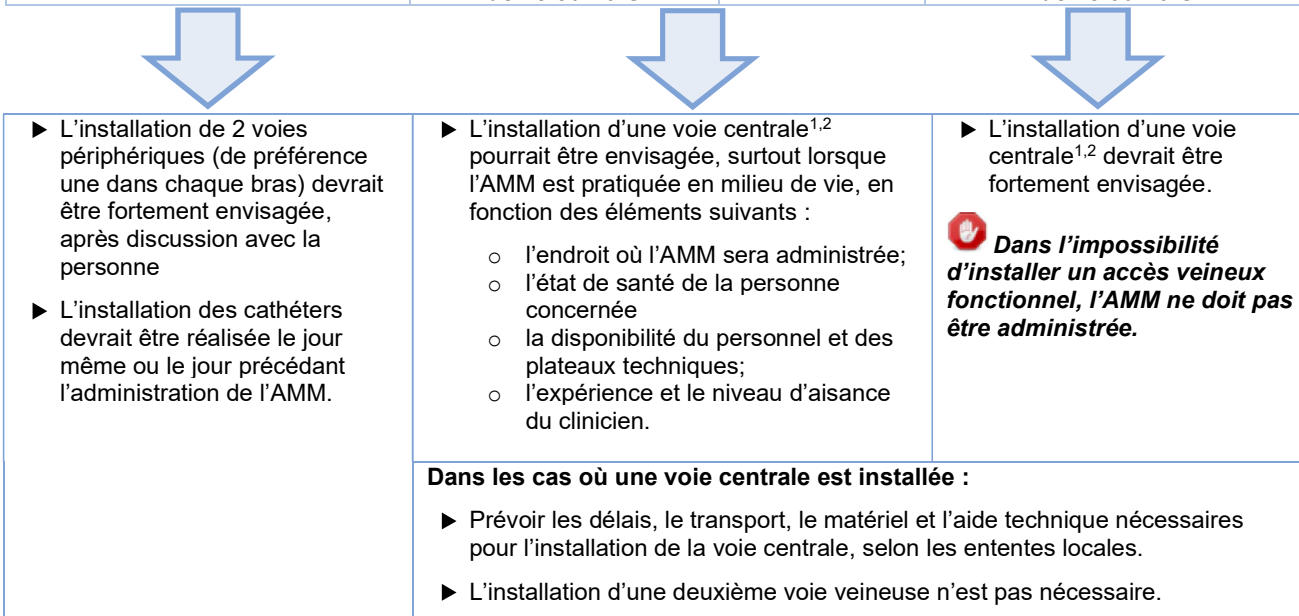 ▶ L'installation de 2 voies
périphériques (de préférence
une dans chaque bras) devrait
être fortement envisagée,
après discussion avec la
personne
▶ L'installation des cathéters
devrait être réalisée le jour
même ou le jour précédant
l'administration de l'AMM.
▶ L'installation d'une voie centrale1,2
pourrait être envisagée, surtout lorsque
l'AMM est pratiquée en milieu de vie, en
fonction des éléments suivants :
o l'endroit où l'AMM sera administrée;
o l'état de santé de la personne
concernée
o la disponibilité du personnel et des
plateaux techniques;
o l'expérience et le niveau d'aisance
du clinicien.
▶ L'installation d'une voie
centrale1,2 devrait être
fortement envisagée.
Dans l'impossibilité
d'installer un accès veineux
fonctionnel, l'AMM ne doit pas
être administrée.
Dans les cas où une voie centrale est installée :
▶ Prévoir les délais, le transport, le matériel et l'aide technique nécessaires
pour l'installation de la voie centrale, selon les ententes locales.
▶ L'installation d'une deuxième voie veineuse n'est pas nécessaire.